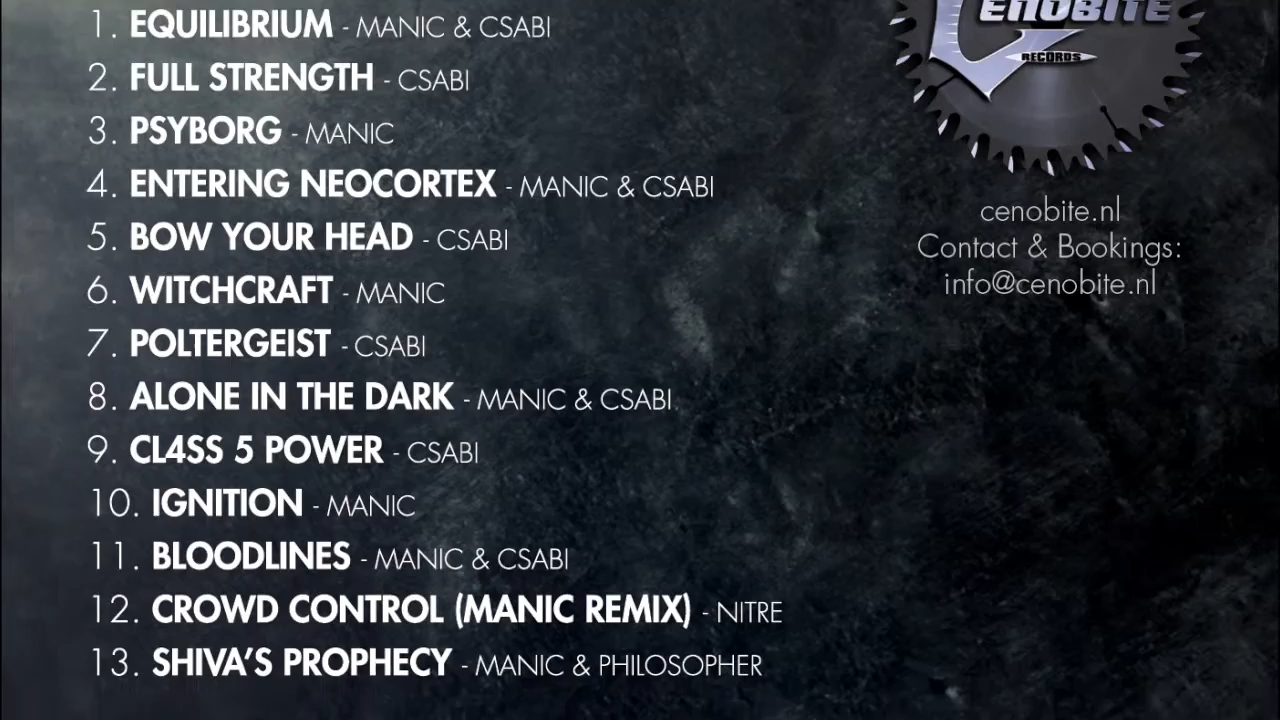 1. EQUILIBRIUM - MANIC & CSABI
2. FULL STRENGTH - CSABI
3. PSYBORG - MANIC
4. ENTERING NEOCORTEX - MANIC & CSABI
5. BOW YOUR HEAD - CSABI
6. WITCHCRAFT - MANIC
7. POLTERGEIST - CSABI
8. ALONE IN THE DARK - MANIC & CSABI
9. CL4SS 5 POWER - CSABI
10. IGNITION - MANIC
11. BLOODLINES - MANIC & CSABI
12. CROWD CONTROL (MANIC REMIX) - NITRE
13. SHIVA'S PROPHECY - MANIC & PHILOSOPHER
CENOBITE
RECORDS
cenobite.nl
Contact & Bookings:
info@cenobite.nl